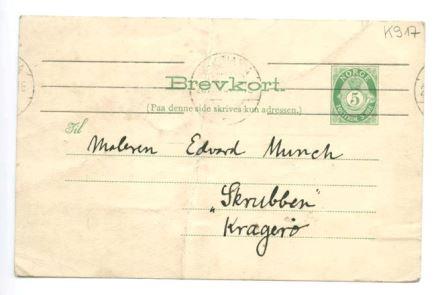 K917
Brevkort.
(Paa denne side skrives kun adressen.)
NORGE
5
Til
Maleren Edvard Munch
„Skrubben"
Kragerø